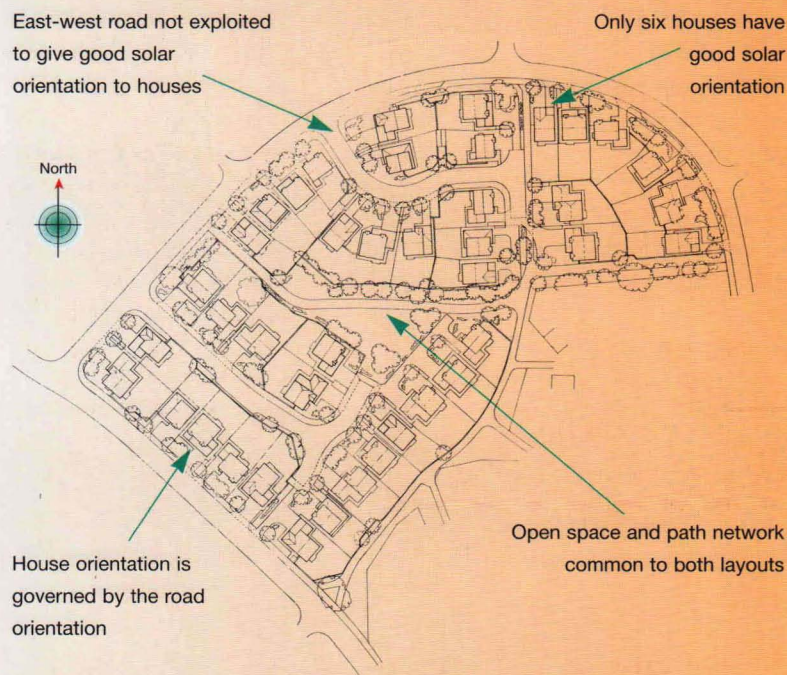 East-west road not exploited
to give good solar
orientation to houses
Only six houses have
good solar
orientation
North
Open space and path network
common to both layouts
House orientation is
governed by the road
orientation